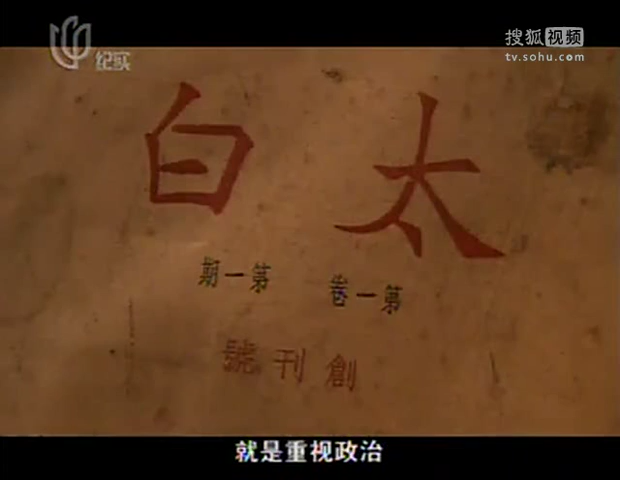 纪实
搜狐视频
tv.sohu.com
太白
第一卷 第一期
創刊號
就是重视政治